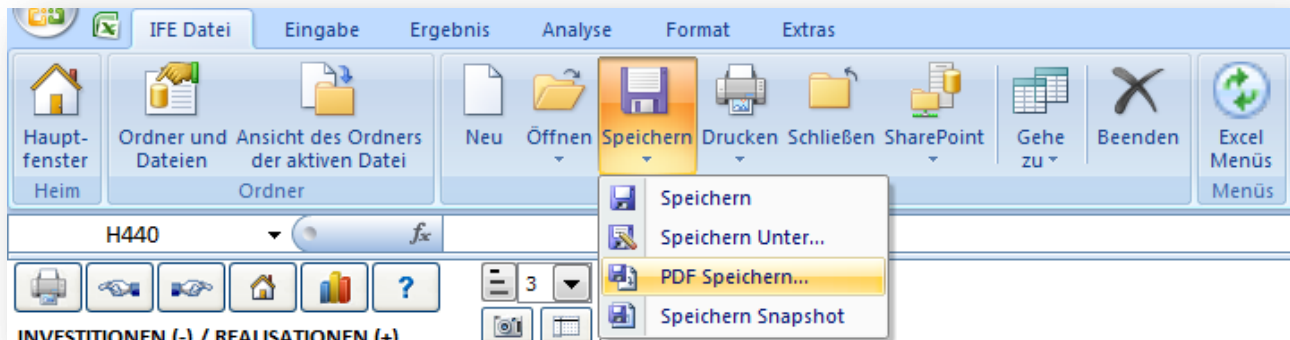 IFE Datei Eingabe Ergebnis Analyse Format Extras
Haupt-
fenster
Ordner und
Dateien
Ansicht des Ordners
der aktiven Datei
Neu
Öffnen
Speichern
Drucken
Schließen
SharePoint
Gehe
zu
Beenden
Excel
Menüs
Heim
Ordner
Menüs
Speichern
Speichern Unter...
PDF Speichern...
Speichern Snapshot
H440
fx
?
3
INVESTITIONEN (-) / REALISATIONEN (+)